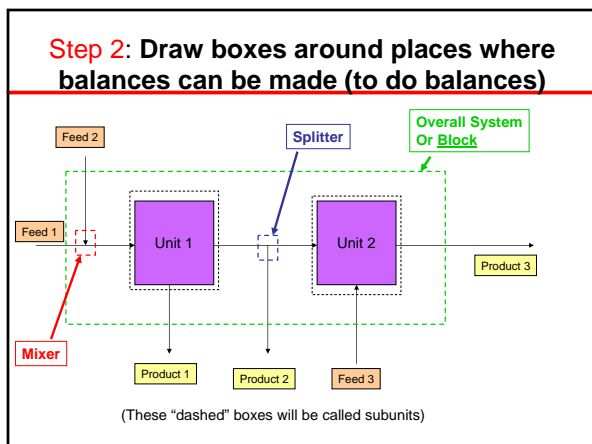 Step 2: Draw boxes around places where
balances can be made (to do balances)
Overall System
Or Block
Splitter
Feed 2
Feed 1
Unit 1
Unit 2
Product 3
Mixer
Product 1
Product 2
Feed 3
(These “dashed” boxes will be called subunits)